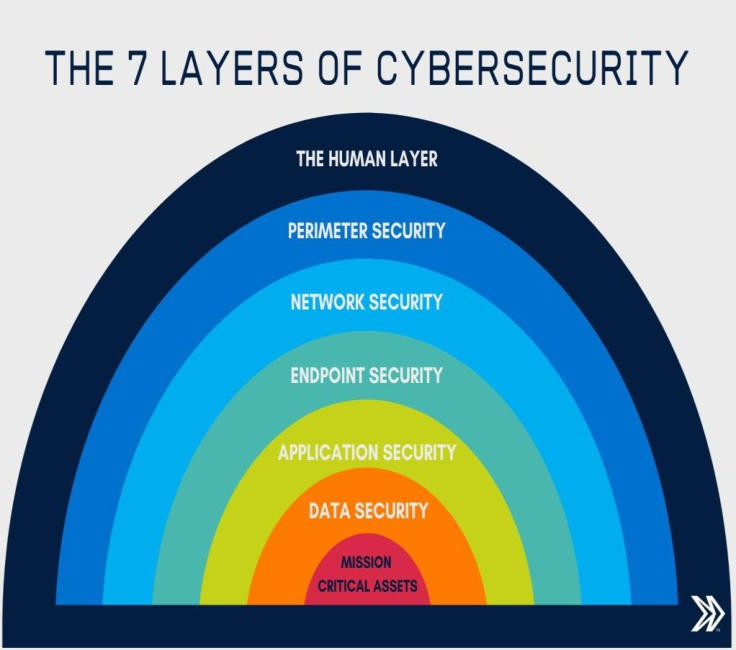 THE 7 LAYERS OF CYBERSECURITY
THE HUMAN LAYER
PERIMETER SECURITY
NETWORK SECURITY
ENDPOINT SECURITY
APPLICATION SECURITY
DATA SECURITY
MISSION
CRITICAL ASSETS